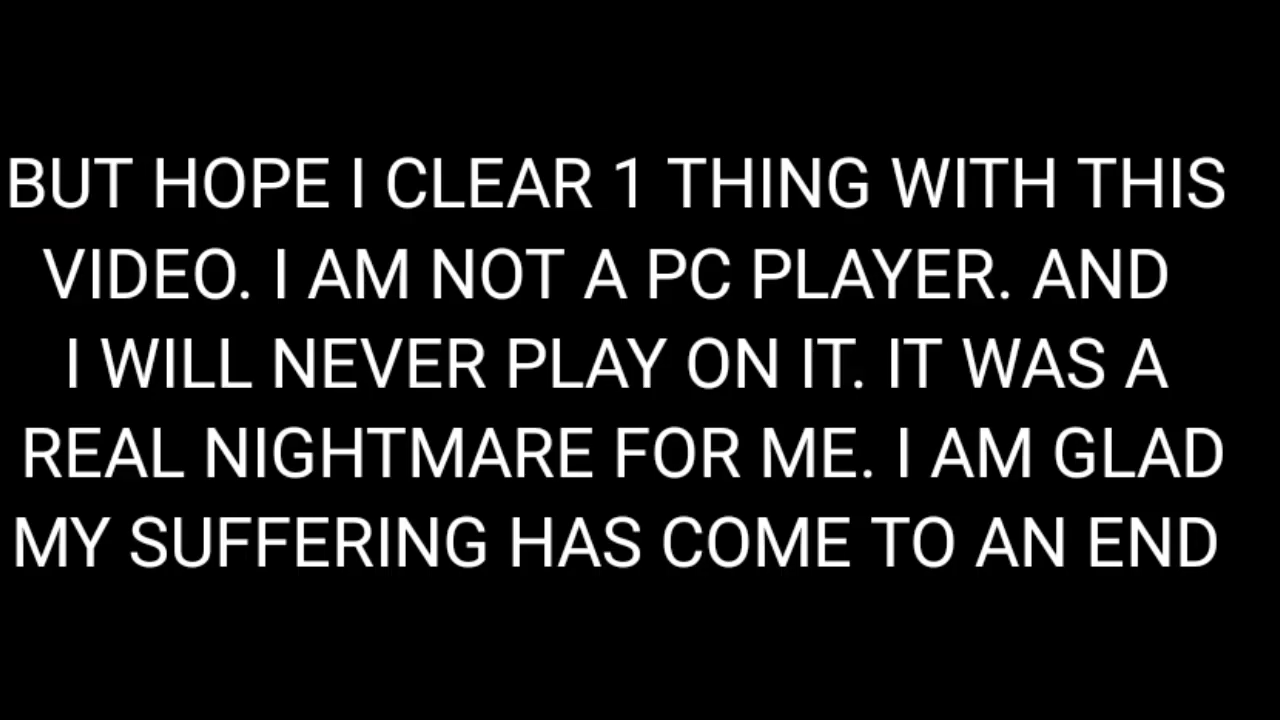 BUT HOPE I CLEAR 1 THING WITH THIS
VIDEO. I AM NOT A PC PLAYER. AND
I WILL NEVER PLAY ON IT. IT WAS A
REAL NIGHTMARE FOR ME. I AM GLAD
MY SUFFERING HAS COME TO AN END